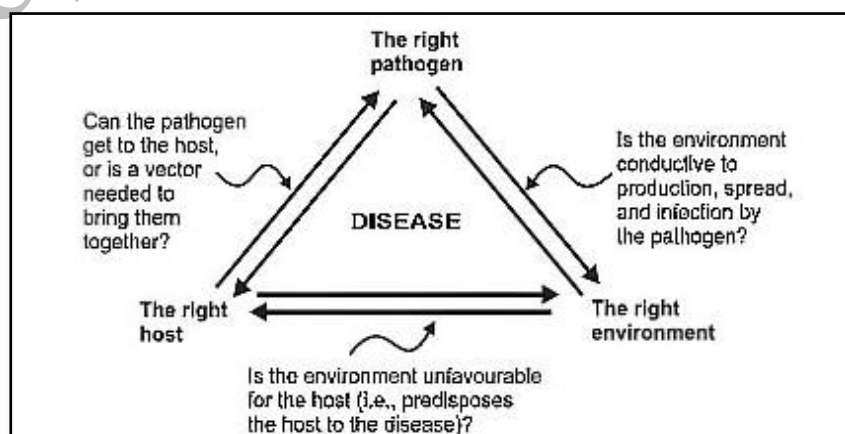 The right
pathogen
Can the pathogen
get to the host,
or is a vector
needed to
bring them
together?
Is the environment
conductive to
production, spread,
and infection by
the pathogen?
DISEASE
The right
host
The right
environment
Is the environment unfavourable
for the host (i.e., predisposes
the host to the disease)?